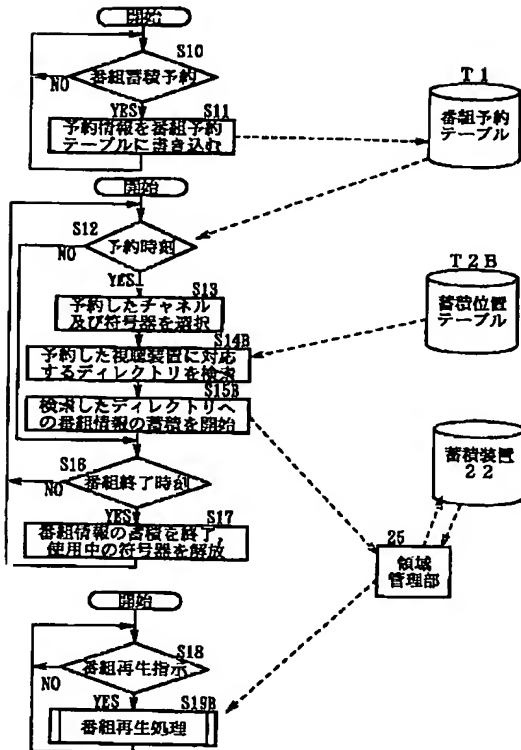 開始
S10
番組蓄積予約
NO
YES
S11
予約情報を番組予約
テーブルに書き込む
T1
番組予約
テーブル
開始
S12
予約時刻
NO
YES
S13
予約したチャネル
及び符号器を選択
S14B
予約した視聴装置に対応
するディレクトリを検索
S15B
検索したディレクトリへ
の番組情報の蓄積を開始
T2B
蓄積位置
テーブル
S16
番組終了時刻
NO
YES
S17
番組情報の蓄積を終了,
使用中の符号器を解放
蓄積装置
22
25
領域
管理部
開始
S18
番組再生指示
NO
YES
S19B
番組再生処理